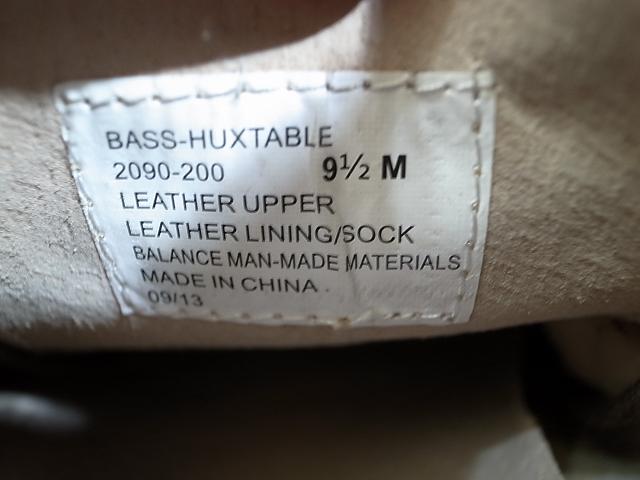 BASS-HUXTABLE
2090-200 9½ M
LEATHER UPPER
LEATHER LINING/SOCK
BALANCE MAN-MADE MATERIALS
MADE IN CHINA
09/13